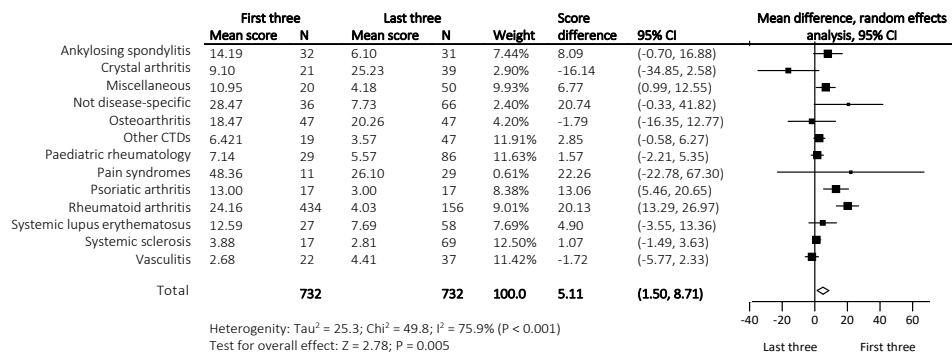 First three Last three Score Mean difference, random effects
Mean score N Mean score N Weight difference 95% CI analysis, 95% CI
Ankylosing spondylitis 14.19 32 6.10 31 7.44% 8.09 (-0.70, 16.88)
Crystal arthritis 9.10 21 25.23 39 2.90% -16.14 (-34.85, 2.58)
Miscellaneous 10.95 20 4.18 50 9.93% 6.77 (0.99, 12.55)
Not disease-specific 28.47 36 7.73 66 2.40% 20.74 (-0.33, 41.82)
Osteoarthritis 18.47 47 20.26 47 4.20% -1.79 (-16.35, 12.77)
Other CTDs 6.421 19 3.57 47 11.91% 2.85 (-0.58, 6.27)
Paediatric rheumatology 7.14 29 5.57 86 11.63% 1.57 (-2.21, 5.35)
Pain syndromes 48.36 11 26.10 29 0.61% 22.26 (-22.78, 67.30)
Psoriatic arthritis 13.00 17 3.00 17 8.38% 13.06 (5.46, 20.65)
Rheumatoid arthritis 24.16 434 4.03 156 9.01% 20.13 (13.29, 26.97)
Systemic lupus erythematosus 12.59 27 7.69 58 7.69% 4.90 (-3.55, 13.36)
Systemic sclerosis 3.88 17 2.81 69 12.50% 1.07 (-1.49, 3.63)
Vasculitis 2.68 22 4.41 37 11.42% -1.72 (-5.77, 2.33)
Total 732 732 100.0 5.11 (1.50, 8.71)
-40 -20 0 20 40 60 80
Heterogenity: Tau² = 25.3; Chi² = 49.8; I² = 75.9% (P < 0.001)
Test for overall effect: Z = 2.78; P = 0.005
Last three First three